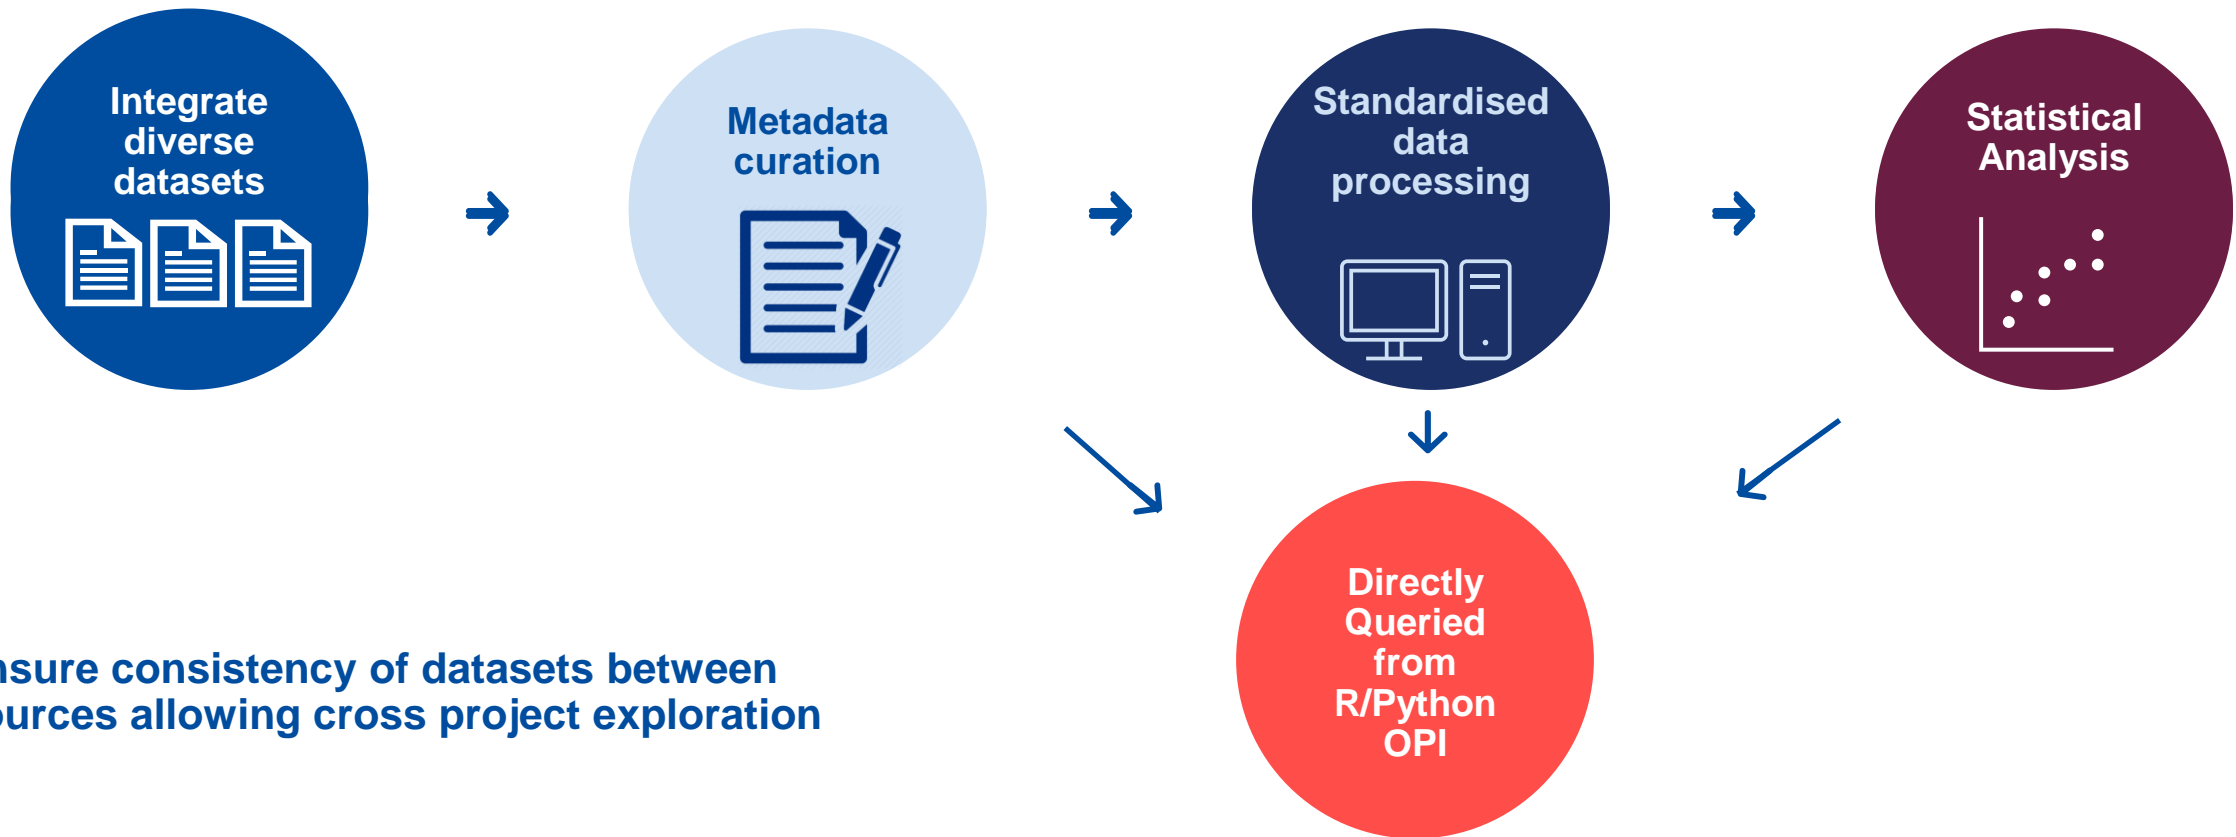 Integrate
diverse
datasets
Metadata
curation
Standardised
data
processing
Statistical
Analysis
Directly
Queried
from
R/Python
OPI
nsure consistency of datasets between
ources allowing cross project exploration